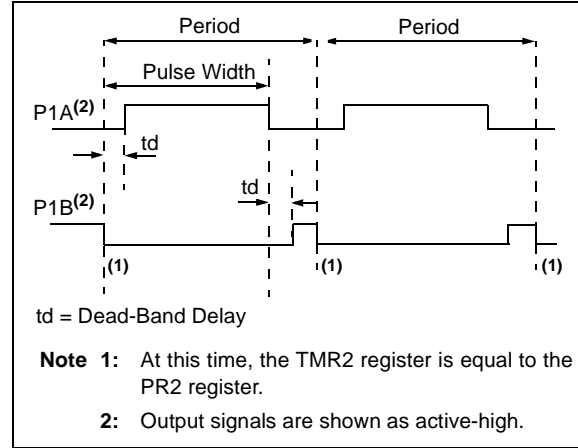 Period Period
Pulse Width
P1A(2)
td
td
P1B(2)
(1) (1) (1)
td = Dead-Band Delay
Note 1: At this time, the TMR2 register is equal to the
PR2 register.
2: Output signals are shown as active-high.